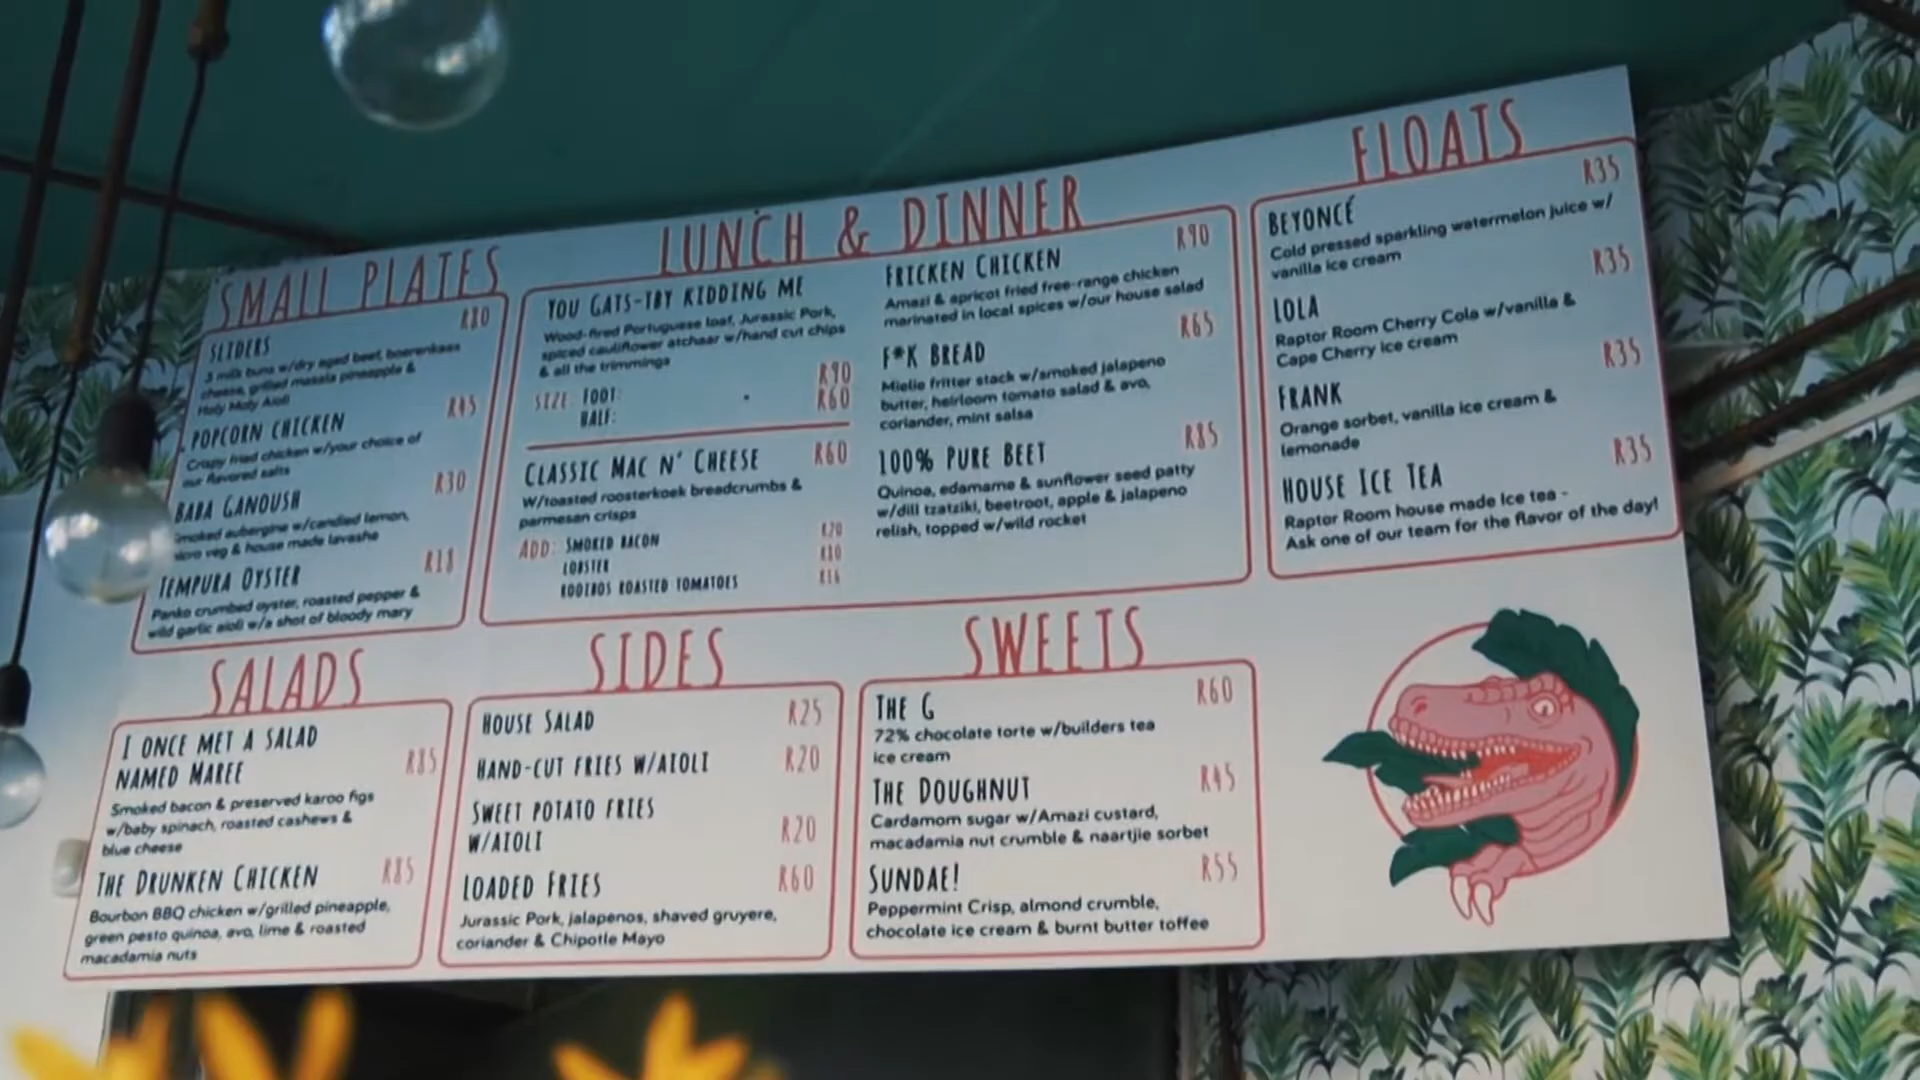 SMALL PLATES
R80
SLIDERS
3 milk buns w/dry aged beef, boerenkaas
cheese, grilled masala pineapple &
Holy Moly Aioli
R45
POPCORN CHICKEN
Crispy fried chicken w/your choice of
our flavored salts
R30
BABA GANOUSH
Smoked aubergine w/candied lemon,
micro veg & house made lavashe
R18
TEMPURA OYSTER
Panko crumbed oyster, roasted pepper &
wild garlic aioli w/a shot of bloody mary
LUNCH & DINNER
YOU GATS-TBY KIDDING ME
Wood-fired Portuguese loaf, Jurassic Pork,
spiced cauliflower atchaar w/hand cut chips
& all the trimmings
SIZE: FOOT: R90
HALF: R60
CLASSIC MAC N' CHEESE R60
W/toasted roosterkoek breadcrumbs &
parmesan crisps
ADD: SMOKED BACON R20
LOBSTER
ROOIBOS ROASTED TOMATOES
FRICKEN CHICKEN R90
Amazi & apricot fried free-range chicken
marinated in local spices w/our house salad
F*K BREAD R65
Mielie fritter stack w/smoked jalapeno
butter, heirloom tomato salad & avo,
coriander, mint salsa
100% PURE BEET R85
Quinoa, edamame & sunflower seed patty
w/dill tzatziki, beetroot, apple & jalapeno
relish, topped w/wild rocket
FLOATS
BEYONCÉ R35
Cold pressed sparkling watermelon juice w/
vanilla ice cream
LOLA R35
Raptor Room Cherry Cola w/vanilla &
Cape Cherry ice cream
FRANK R35
Orange sorbet, vanilla ice cream &
lemonade
HOUSE ICE TEA R35
Raptor Room house made Ice tea -
Ask one of our team for the flavor of the day!
SALADS
I ONCE MET A SALAD
NAMED MAREE R85
Smoked bacon & preserved karoo figs
w/baby spinach, roasted cashews &
blue cheese
THE DRUNKEN CHICKEN R85
Bourbon BBQ chicken w/grilled pineapple,
green pesto quinoa, avo, lime & roasted
macadamia nuts
SIDES
HOUSE SALAD R25
HAND-CUT FRIES W/AIOLI R20
SWEET POTATO FRIES
W/AIOLI R20
LOADED FRIES R60
Jurassic Pork, jalapenos, shaved gruyere,
coriander & Chipotle Mayo
SWEETS
THE G R60
72% chocolate torte w/builders tea
ice cream
THE DOUGHNUT R45
Cardamom sugar w/Amazi custard,
macadamia nut crumble & naartjie sorbet
SUNDAE! R55
Peppermint Crisp, almond crumble,
chocolate ice cream & burnt butter toffee